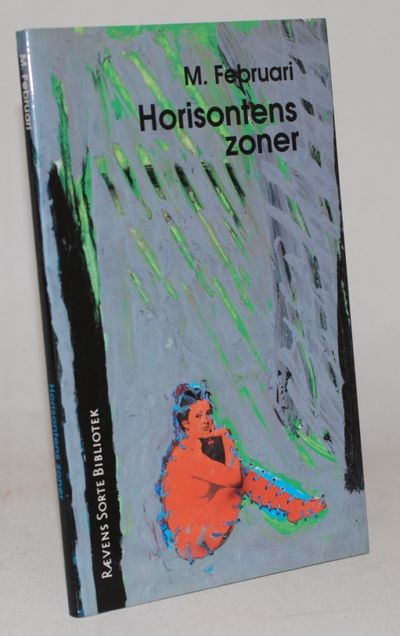 M. Februari
Horisontens
zoner
RÆVENS SORTE BIBLIOTEK
M. Februari
Horisontens zoner